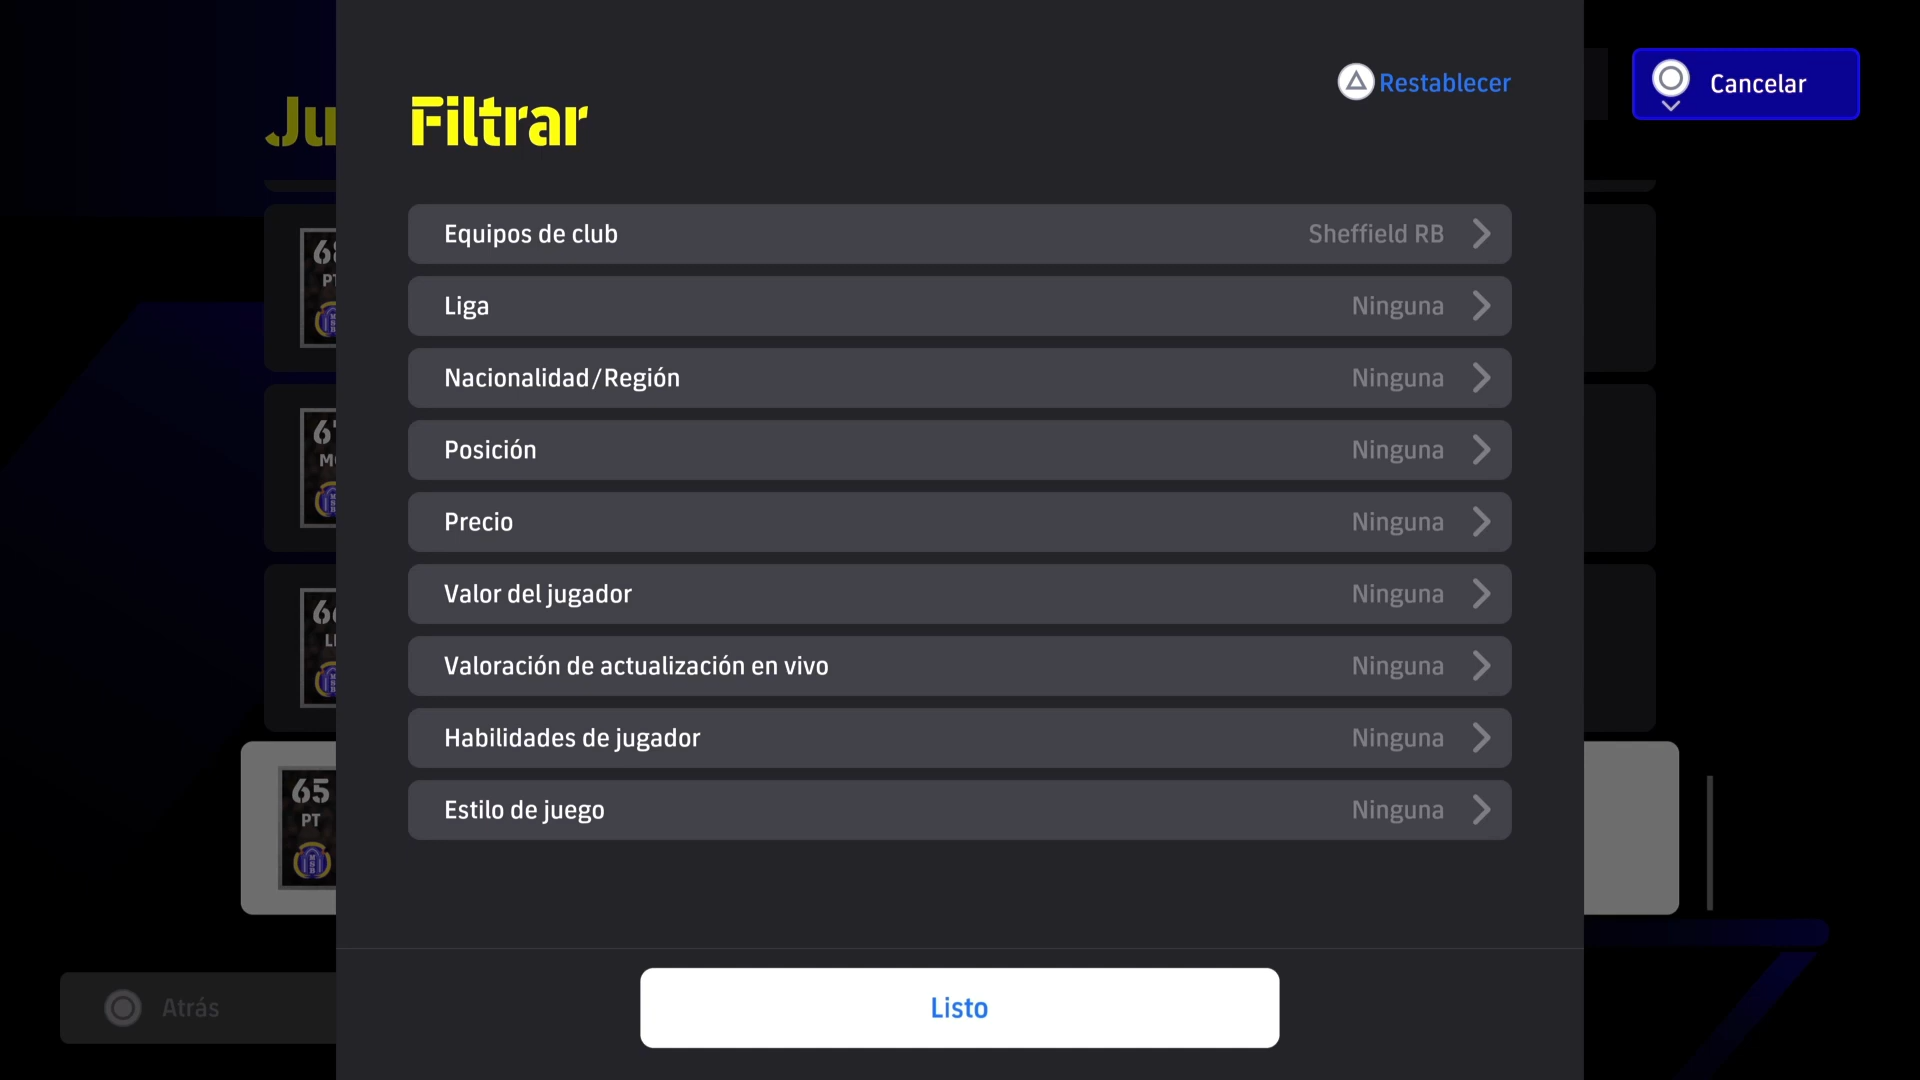 Restablecer
Cancelar
Filtrar
Equipos de club Sheffield RB
Liga Ninguna
Nacionalidad/Región Ninguna
Posición Ninguna
Precio Ninguna
Valor del jugador Ninguna
Valoración de actualización en vivo Ninguna
Habilidades de jugador Ninguna
Estilo de juego Ninguna
65
PT
Atrás
Listo